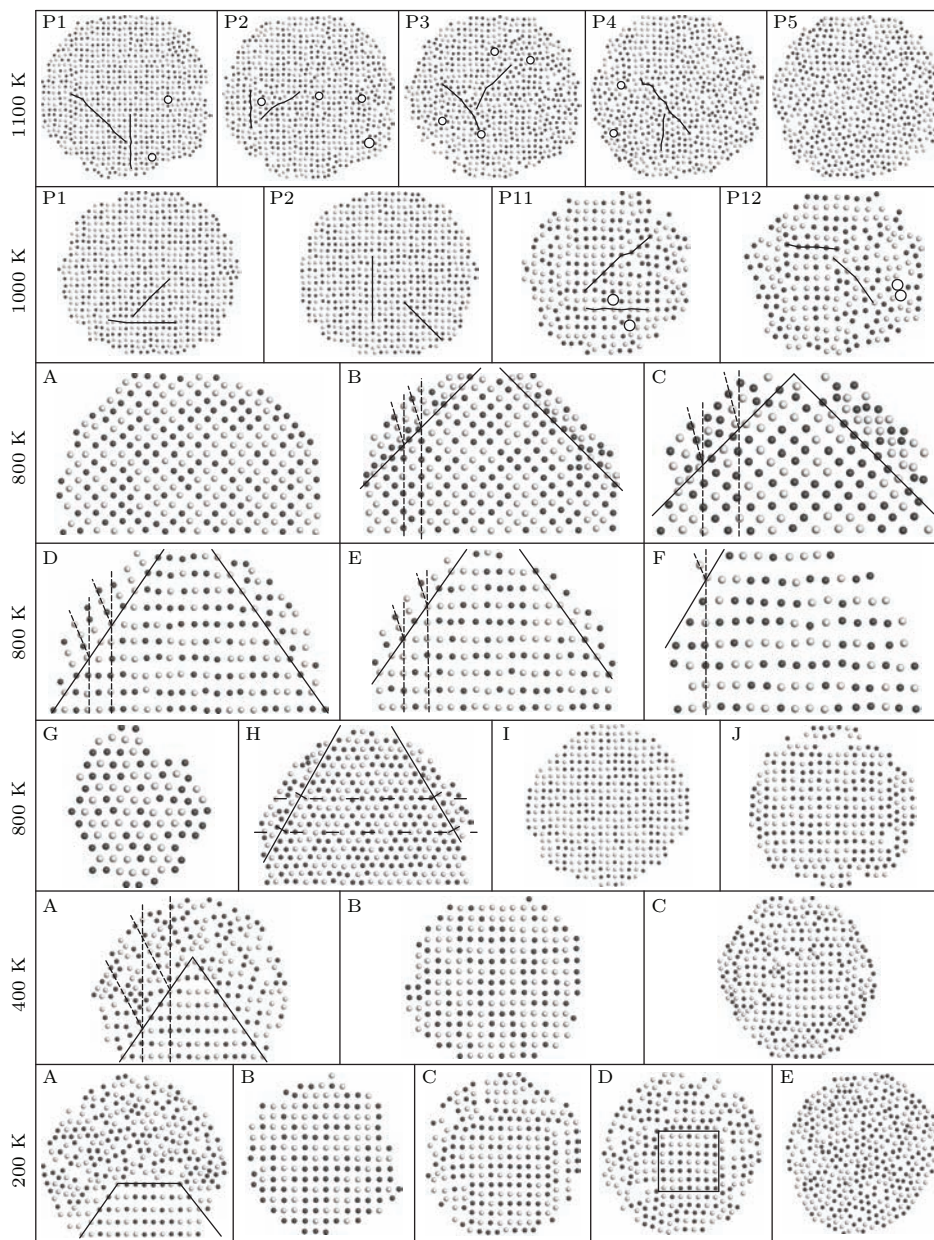 P1 P2 P3 P4 P5
1100 K
P1 P2 P11 P12
1000 K
A B C
800 K
D E F
800 K
G H I J
800 K
A B C
400 K
A B C D E
200 K